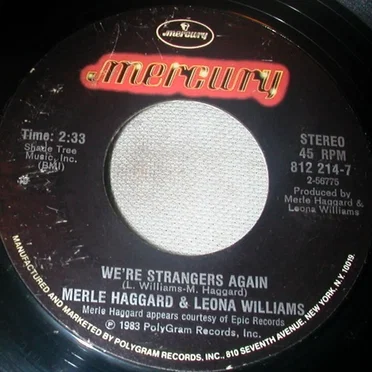 mercury
mercury
Time: 2:33
Shade Tree
Music, Inc.
(BMI)
STEREO
45 RPM
812 214-7
2-56775
Produced by
Merle Haggard &
Leona Williams
WE'RE STRANGERS AGAIN
(L. Williams-M. Haggard)
MERLE HAGGARD & LEONA WILLIAMS
Merle Haggard appears courtesy of Epic Records
℗ 1983 PolyGram Records, Inc.
MANUFACTURED AND MARKETED BY POLYGRAM RECORDS, INC., 810 SEVENTH AVENUE, NEW YORK, N.Y. 10019.